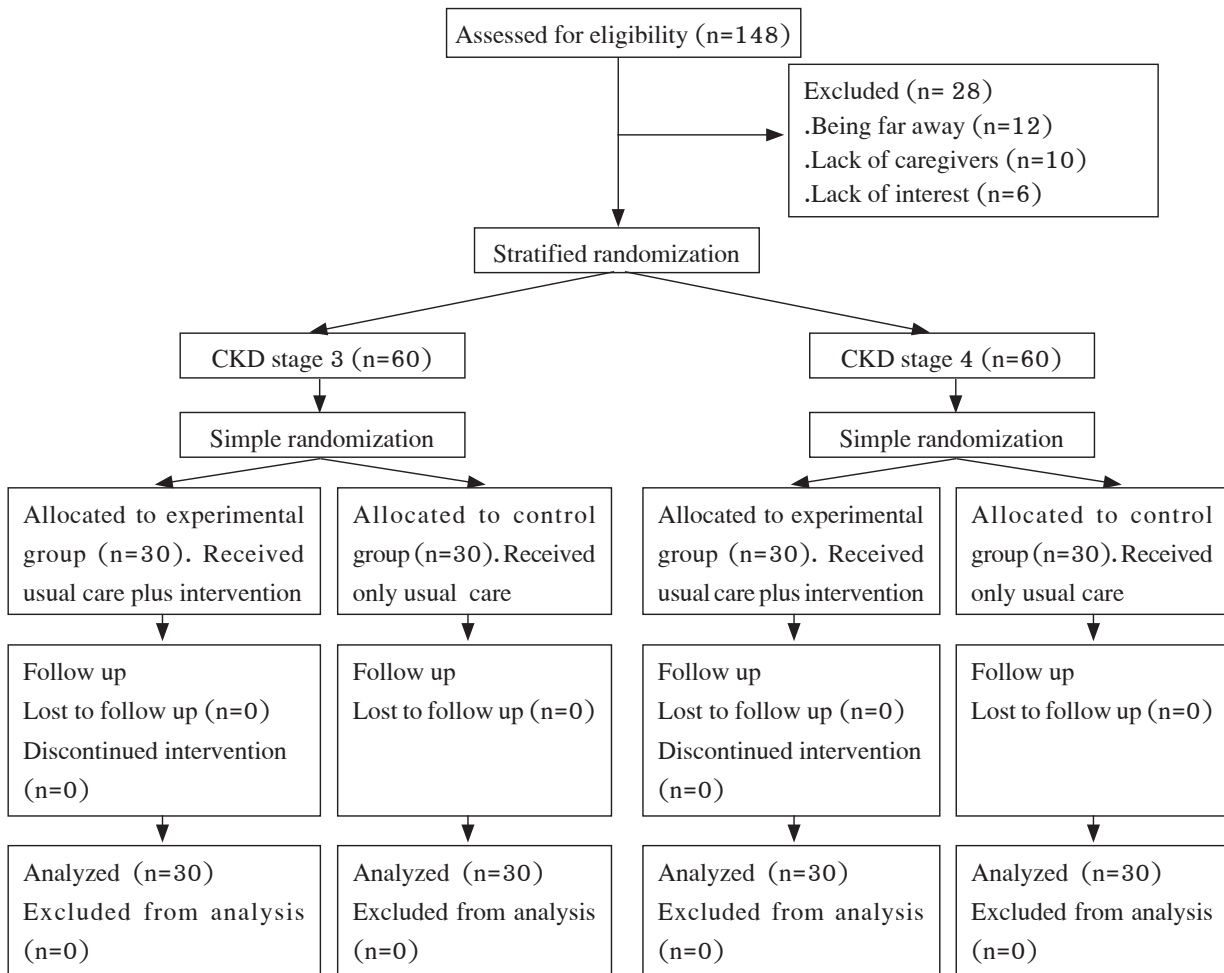 Assessed for eligibility (n=148)
Excluded (n= 28)
.Being far away (n=12)
.Lack of caregivers (n=10)
.Lack of interest (n=6)
Stratified randomization
CKD stage 3 (n=60)
CKD stage 4 (n=60)
Simple randomization
Simple randomization
Allocated to experimental
group (n=30). Received
usual care plus intervention
Allocated to control
group (n=30). Received
only usual care
Allocated to experimental
group (n=30). Received
usual care plus intervention
Allocated to control
group (n=30). Received
only usual care
Follow up
Lost to follow up (n=0)
Discontinued intervention
(n=0)
Follow up
Lost to follow up (n=0)
Follow up
Lost to follow up (n=0)
Discontinued intervention
(n=0)
Follow up
Lost to follow up (n=0)
Analyzed (n=30)
Excluded from analysis
(n=0)
Analyzed (n=30)
Excluded from analysis
(n=0)
Analyzed (n=30)
Excluded from analysis
(n=0)
Analyzed (n=30)
Excluded from analysis
(n=0)